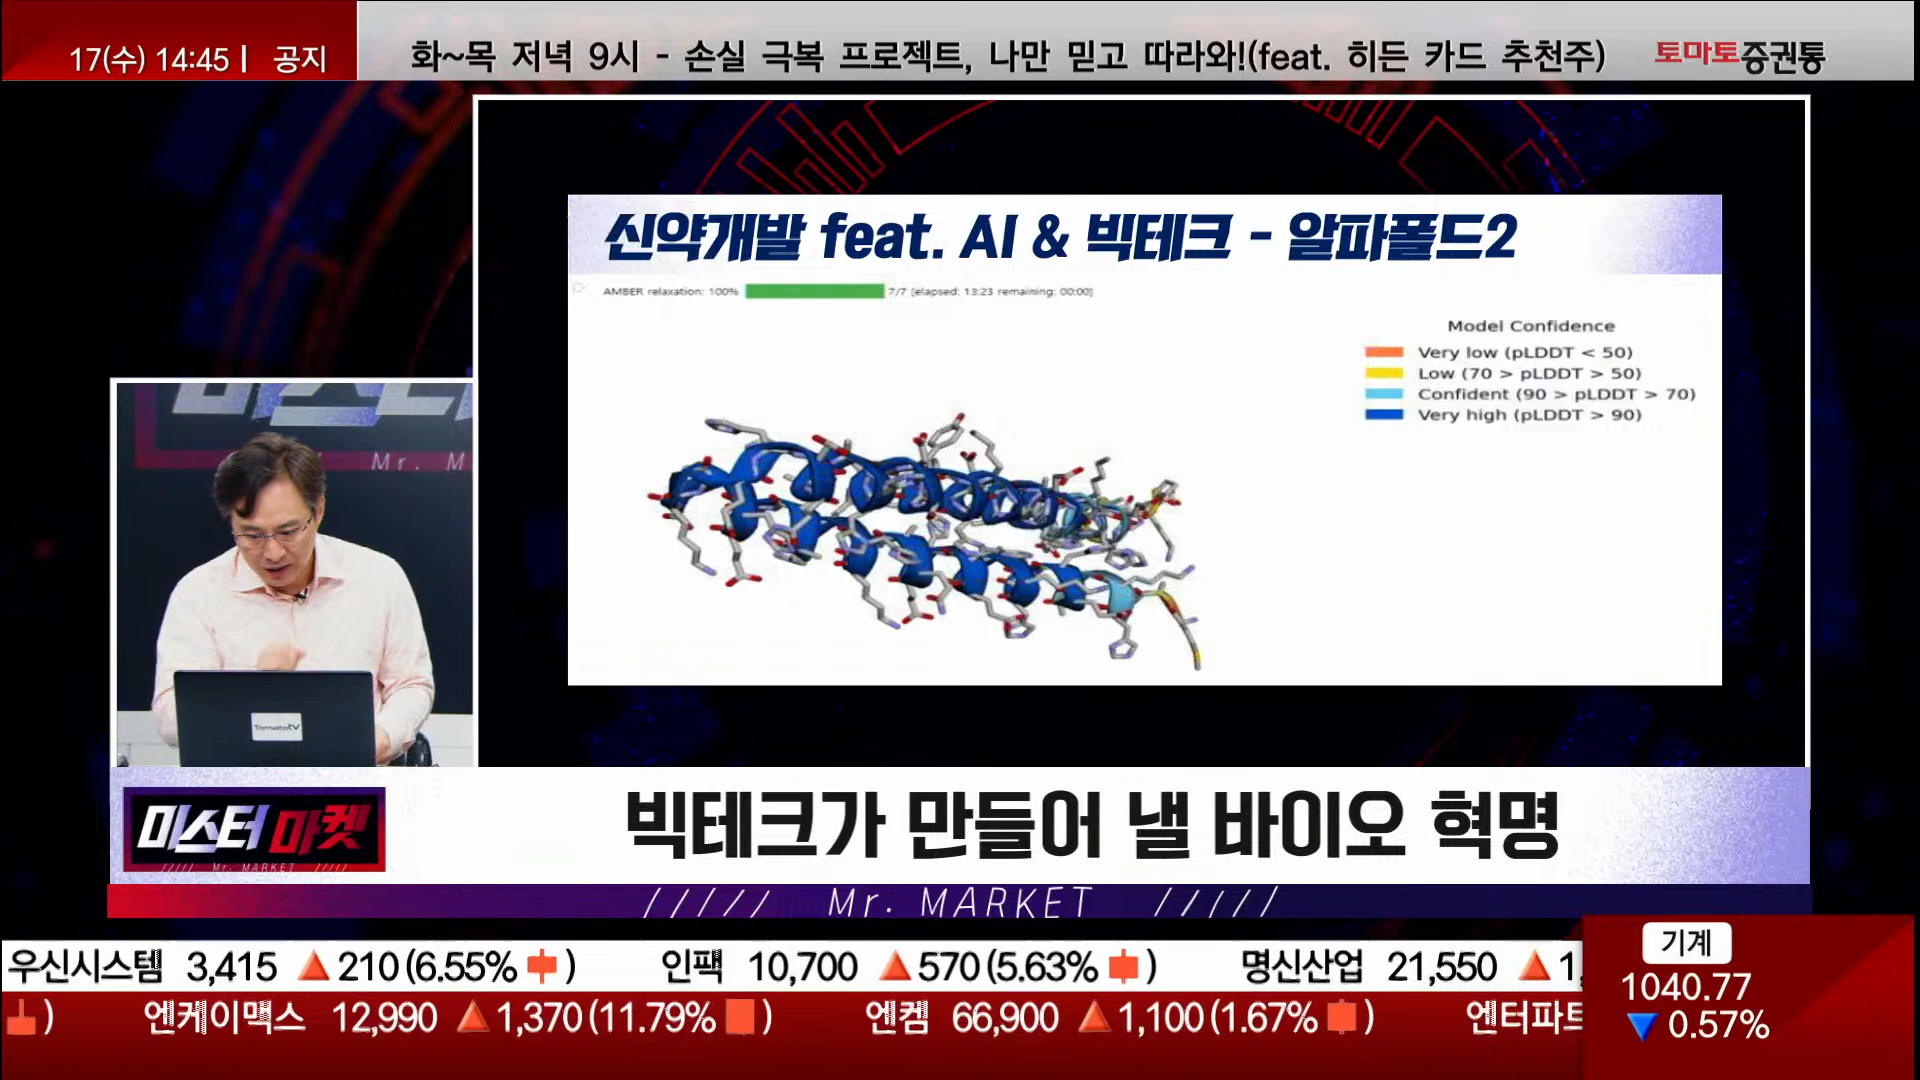 17(수) 14:45 | 공지
화~목 저녁 9시 - 손실 극복 프로젝트, 나만 믿고 따라와!(feat. 히든 카드 추천주)
토마토증권통
신약개발 feat. AI & 빅테크 - 알파폴드2
AMBER relaxation: 100% 7/7 [elapsed: 13:23 remaining: 00:00]
Model Confidence
Very low (pLDDT < 50)
Low (70 > pLDDT > 50)
Confident (90 > pLDDT > 70)
Very high (pLDDT > 90)
미스터
Mr. M
TomatoTV
미스터 마켓
///// Mr. MARKET /////
빅테크가 만들어 낼 바이오 혁명
///// Mr. MARKET /////
우신시스템 3,415 ▲210(6.55% ) 인팩 10,700 ▲570(5.63% ) 명신산업 21,550 ▲1,
) 엔케이맥스 12,990 ▲1,370(11.79% ) 엔켐 66,900 ▲1,100(1.67% ) 엔터파트
기계
1040.77
▼ 0.57%